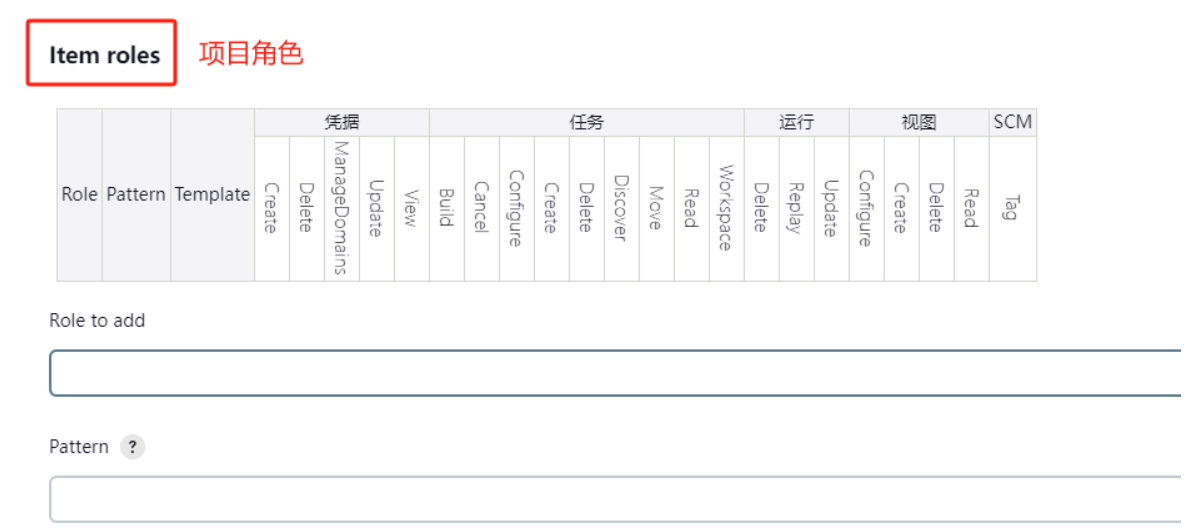 Item roles 项目角色
凭据 任务 运行 视图 SCM
Role Pattern Template Create Delete ManageDomains Update View Build Cancel Configure Create Delete Discover Move Read Workspace Delete Replay Update Configure Create Delete Read Tag
Role to add
Pattern ?